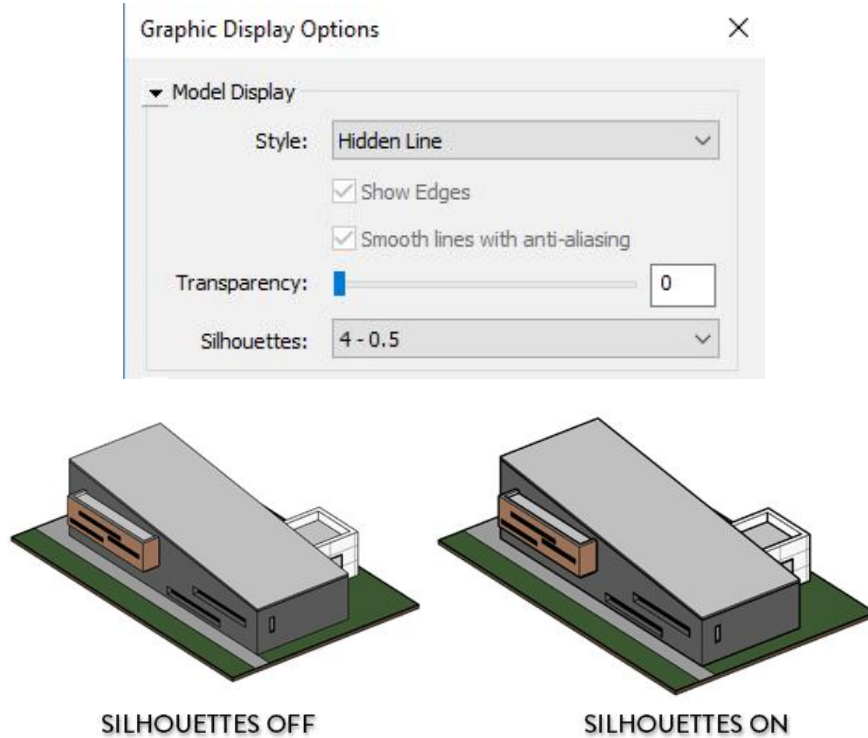 Graphic Display Options
Model Display
Style: Hidden Line
Show Edges
Smooth lines with anti-aliasing
Transparency: 0
Silhouettes: 4 - 0.5
SILHOUETTES OFF SILHOUETTES ON